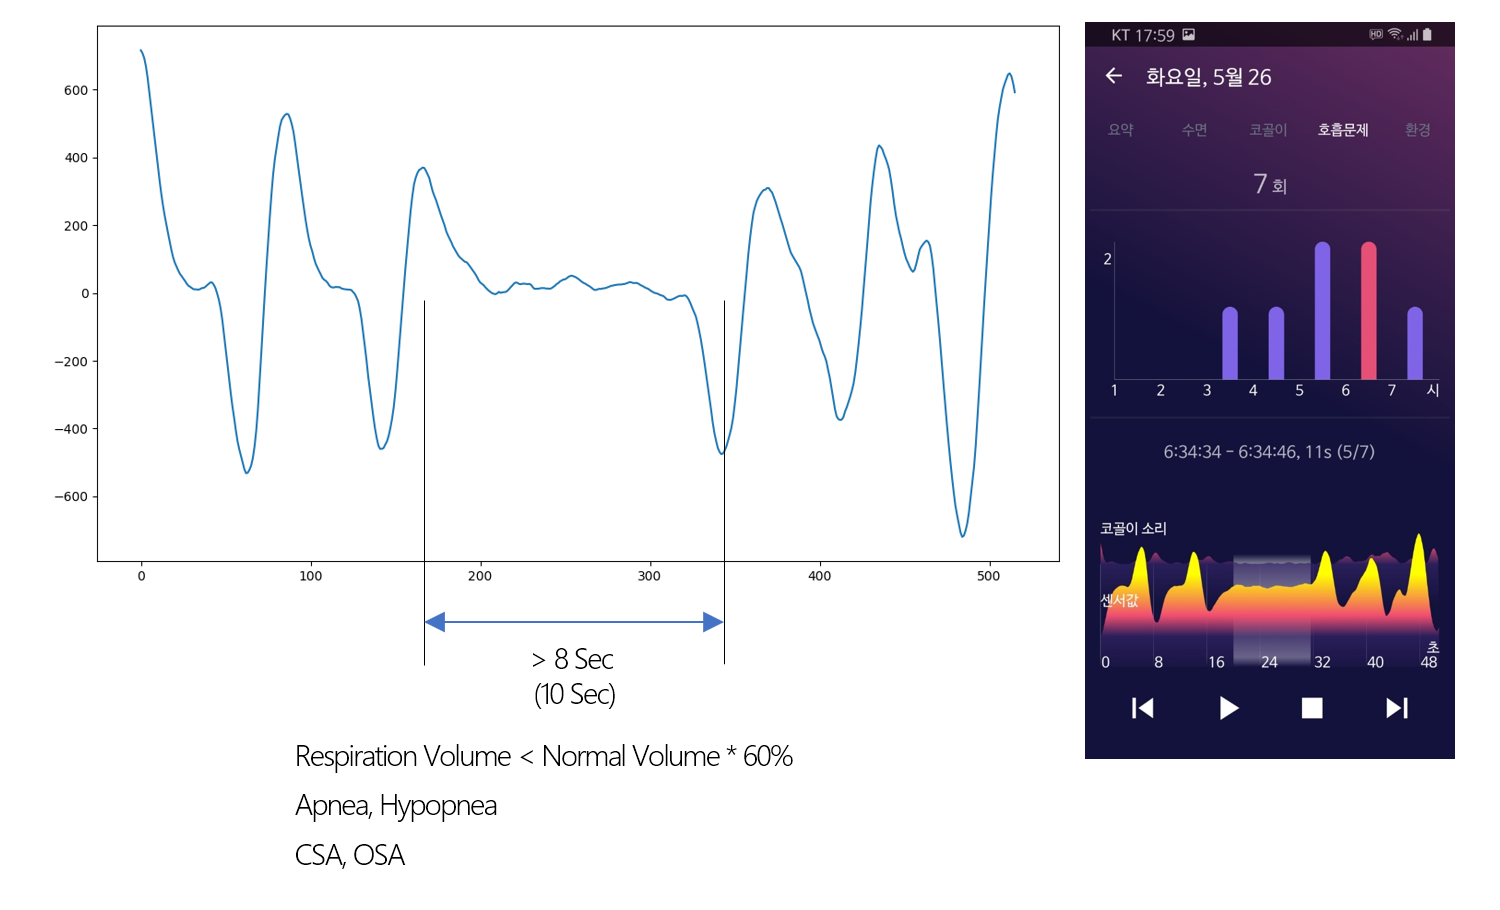 600
400
200
0
−200
−400
−600
0 100 200 300 400 500
> 8 Sec
(10 Sec)
Respiration Volume < Normal Volume * 60%
Apnea, Hypopnea
CSA, OSA
KT 17:59 HD
화요일, 5월 26
요약 수면 코골이 호흡문제 환경
7 회
2
1 2 3 4 5 6 7 시
6:34:34 - 6:34:46, 11s (5/7)
코골이 소리
센서값
초
0 8 16 24 32 40 48